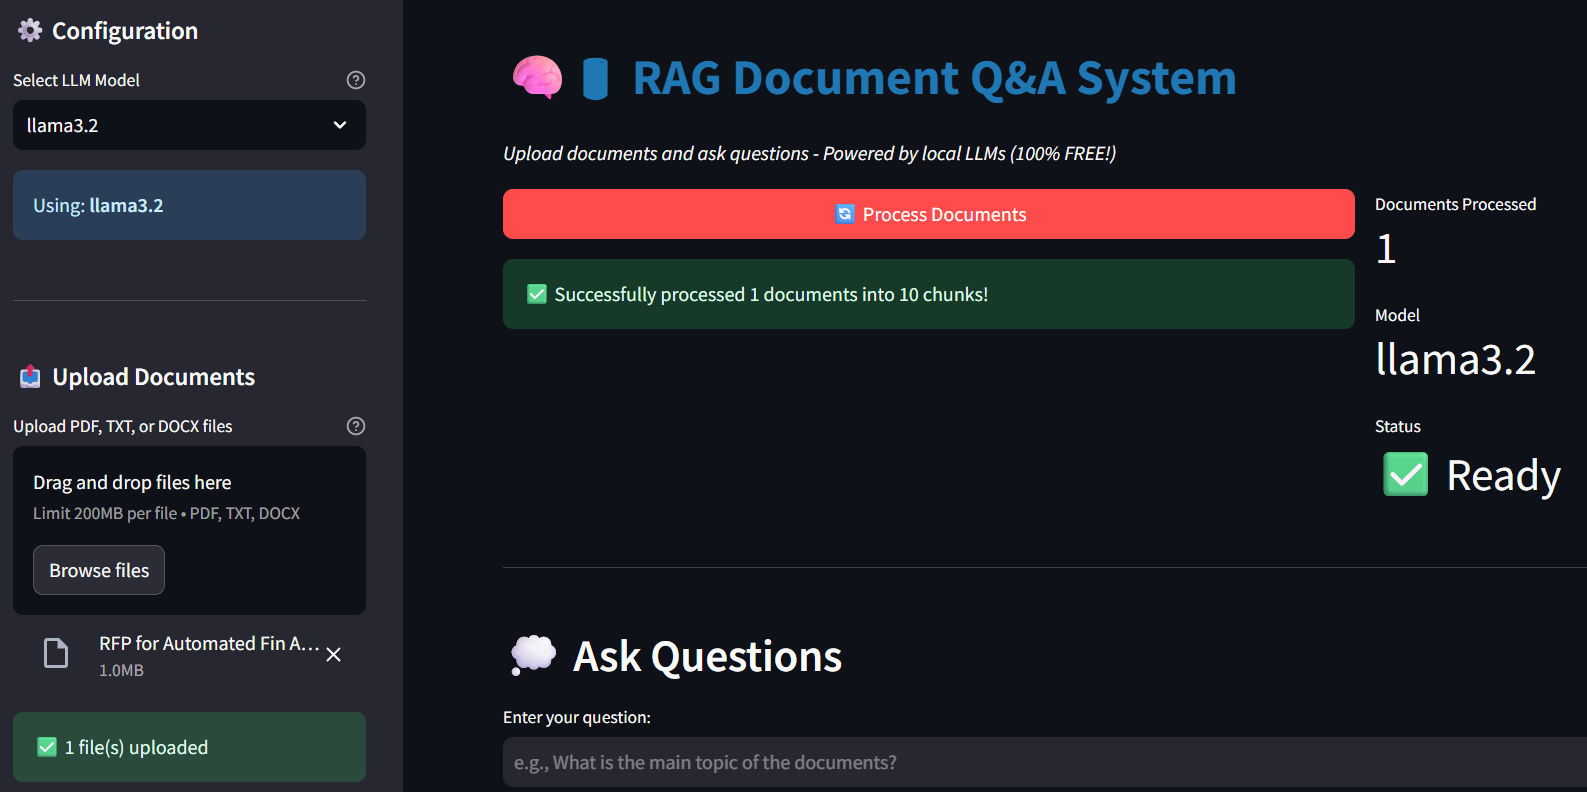 Configuration
Select LLM Model
llama3.2
Using: llama3.2
Upload Documents
Upload PDF, TXT, or DOCX files
Drag and drop files here
Limit 200MB per file • PDF, TXT, DOCX
Browse files
RFP for Automated Fin A...
1.0MB
1 file(s) uploaded
RAG Document Q&A System
Upload documents and ask questions - Powered by local LLMs (100% FREE!)
Process Documents
Successfully processed 1 documents into 10 chunks!
Documents Processed
1
Model
llama3.2
Status
Ready
Ask Questions
Enter your question:
e.g., What is the main topic of the documents?